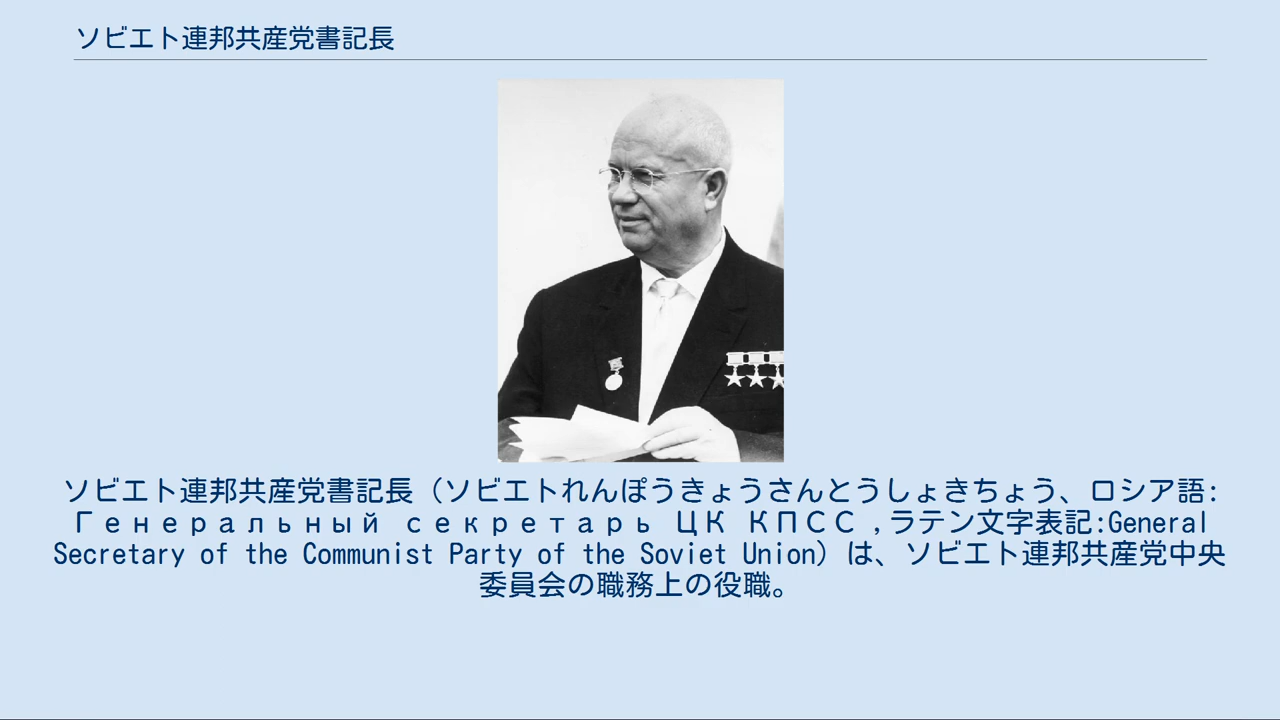 ソビエト連邦共産党書記長
ソビエト連邦共産党書記長（ソビエトれんぽうきょうさんとうしょきちょう、ロシア語:
Генеральный секретарь ЦК КПСС ,ラテン文字表記:General
Secretary of the Communist Party of the Soviet Union）は、ソビエト連邦共産党中央
委員会の職務上の役職。